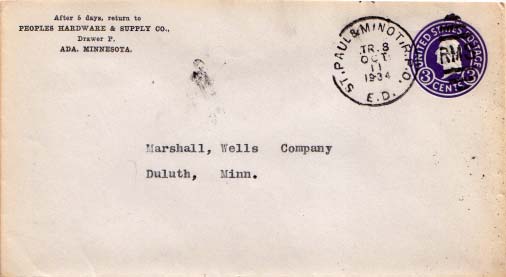 After 5 days, return to
PEOPLES HARDWARE & SUPPLY CO.,
Drawer P.
ADA, MINNESOTA.
ST. PAUL & MINOT. R.P.O.
TR. 8
OCT
11
1934
E.D.
UNITED STATES POSTAGE
RMS
3 CENTS 3
Marshall, Wells Company
Duluth, Minn.